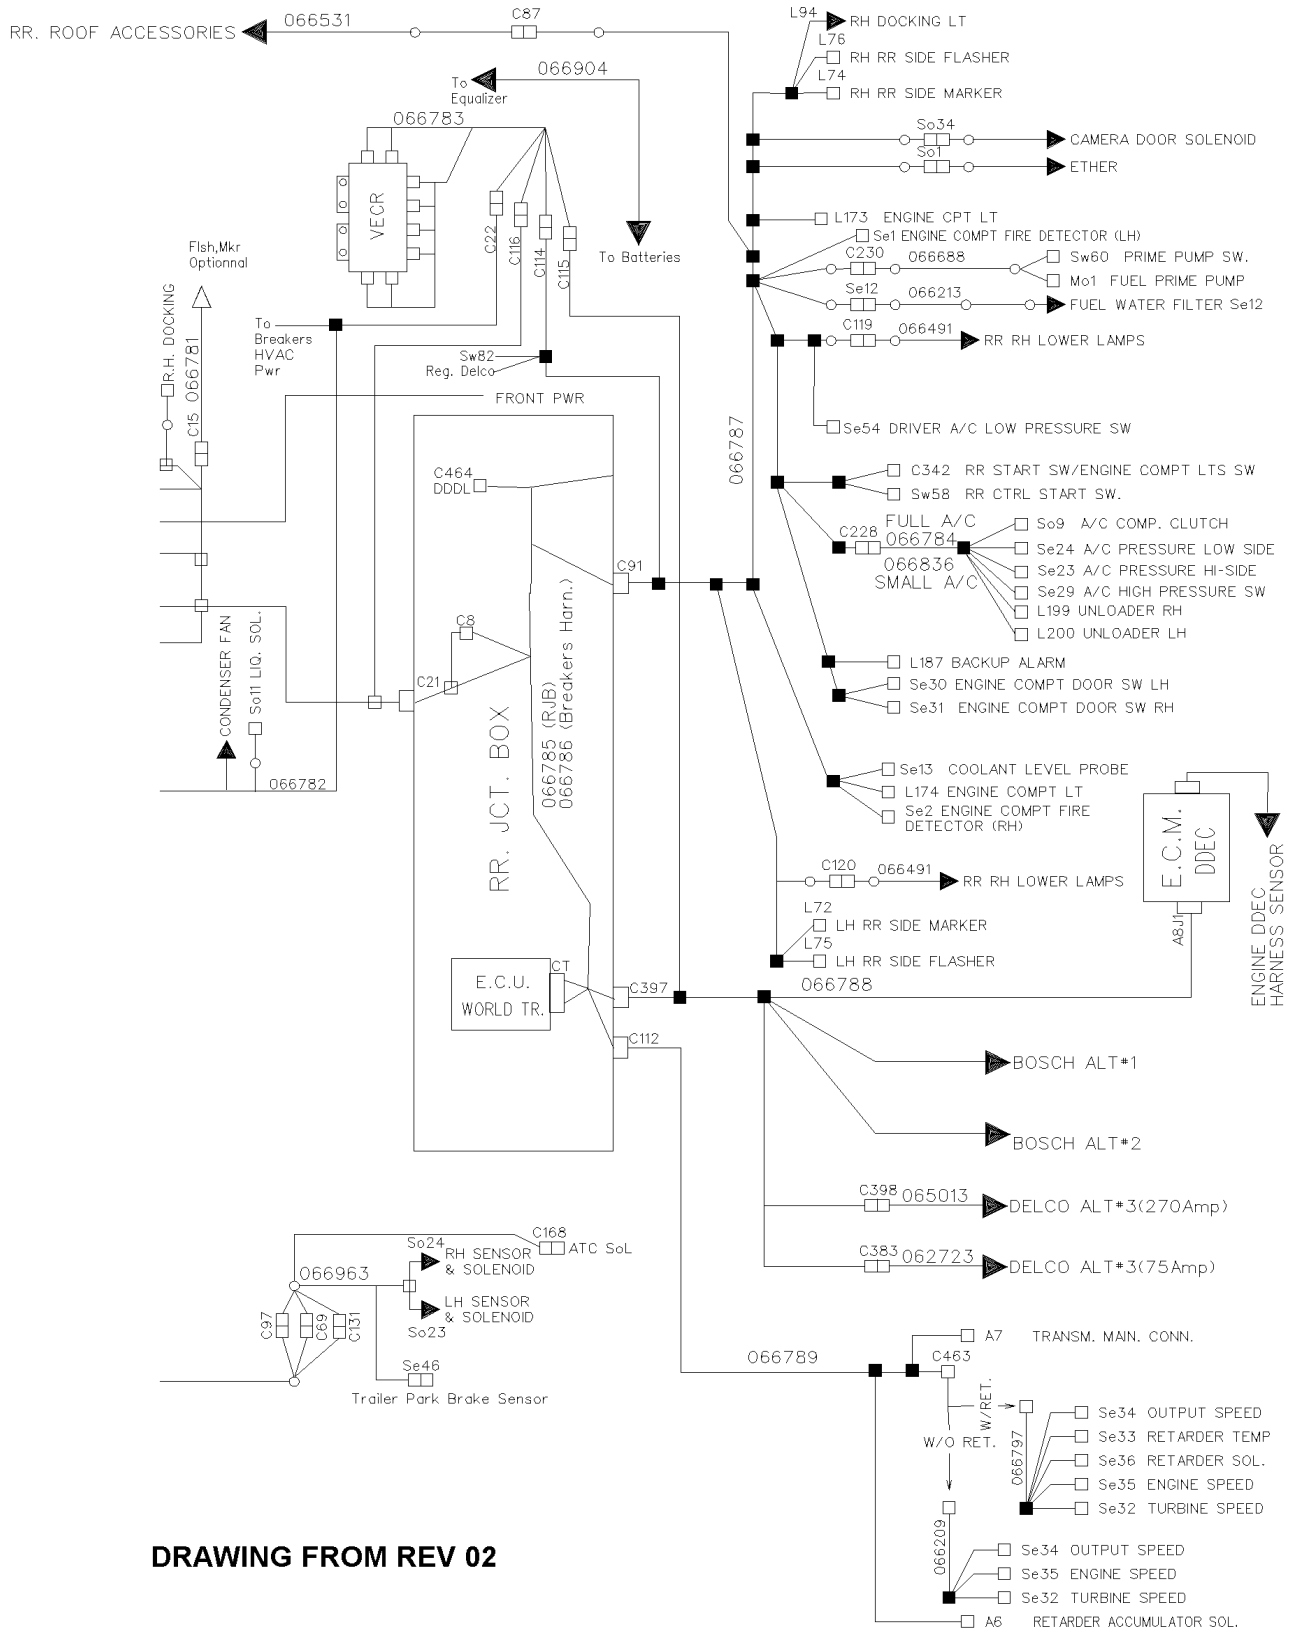 RR. ROOF ACCESSORIES
066531
C87
L94
RH DOCKING LT
L76
RH RR SIDE FLASHER
L74
RH RR SIDE MARKER
To
Equalizer
066904
066783
VECR
So34
CAMERA DOOR SOLENOID
So1
ETHER
C22
C116
C114
C115
To Batteries
L173 ENGINE CPT LT
Se1 ENGINE COMPT FIRE DETECTOR (LH)
C230
066688
Sw60 PRIME PUMP SW.
Mo1 FUEL PRIME PUMP
Se12
066213
FUEL WATER FILTER Se12
C119
066491
RR RH LOWER LAMPS
Flsh,Mkr
Optionnal
R.H. DOCKING
066781
C15
To
Breakers
HVAC
Pwr
Sw82
Reg. Delco
FRONT PWR
066787
Se54 DRIVER A/C LOW PRESSURE SW
C464
DDDL
C342 RR START SW/ENGINE COMPT LTS SW
Sw58 RR CTRL START SW.
FULL A/C
C228
066784
066836
SMALL A/C
So9 A/C COMP. CLUTCH
Se24 A/C PRESSURE LOW SIDE
Se23 A/C PRESSURE HI-SIDE
Se29 A/C HIGH PRESSURE SW
L199 UNLOADER RH
L200 UNLOADER LH
C91
C8
C21
CONDENSER FAN
So11 LIQ. SOL.
066782
RR. JCT. BOX
066785 (RJB)
066786 (Breakers Harn.)
L187 BACKUP ALARM
Se30 ENGINE COMPT DOOR SW LH
Se31 ENGINE COMPT DOOR SW RH
Se13 COOLANT LEVEL PROBE
L174 ENGINE COMPT LT
Se2 ENGINE COMPT FIRE
DETECTOR (RH)
E.C.M.
DDEC
A8J1
ENGINE DDEC
HARNESS SENSOR
C120
066491
RR RH LOWER LAMPS
L72
LH RR SIDE MARKER
L75
LH RR SIDE FLASHER
E.C.U.
WORLD TR.
CT
C397
066788
C112
BOSCH ALT#1
BOSCH ALT#2
C398
065013
DELCO ALT#3(270Amp)
C383
062723
DELCO ALT#3(75Amp)
C168
ATC SoL
So24
RH SENSOR
& SOLENOID
066963
LH SENSOR
& SOLENOID
So23
C97
C69
C131
Se46
Trailer Park Brake Sensor
066789
A7 TRANSM. MAIN. CONN.
C463
W/RET.
W/O RET.
066797
Se34 OUTPUT SPEED
Se33 RETARDER TEMP
Se36 RETARDER SOL.
Se35 ENGINE SPEED
Se32 TURBINE SPEED
066209
Se34 OUTPUT SPEED
Se35 ENGINE SPEED
Se32 TURBINE SPEED
A6 RETARDER ACCUMULATOR SOL.
DRAWING FROM REV 02